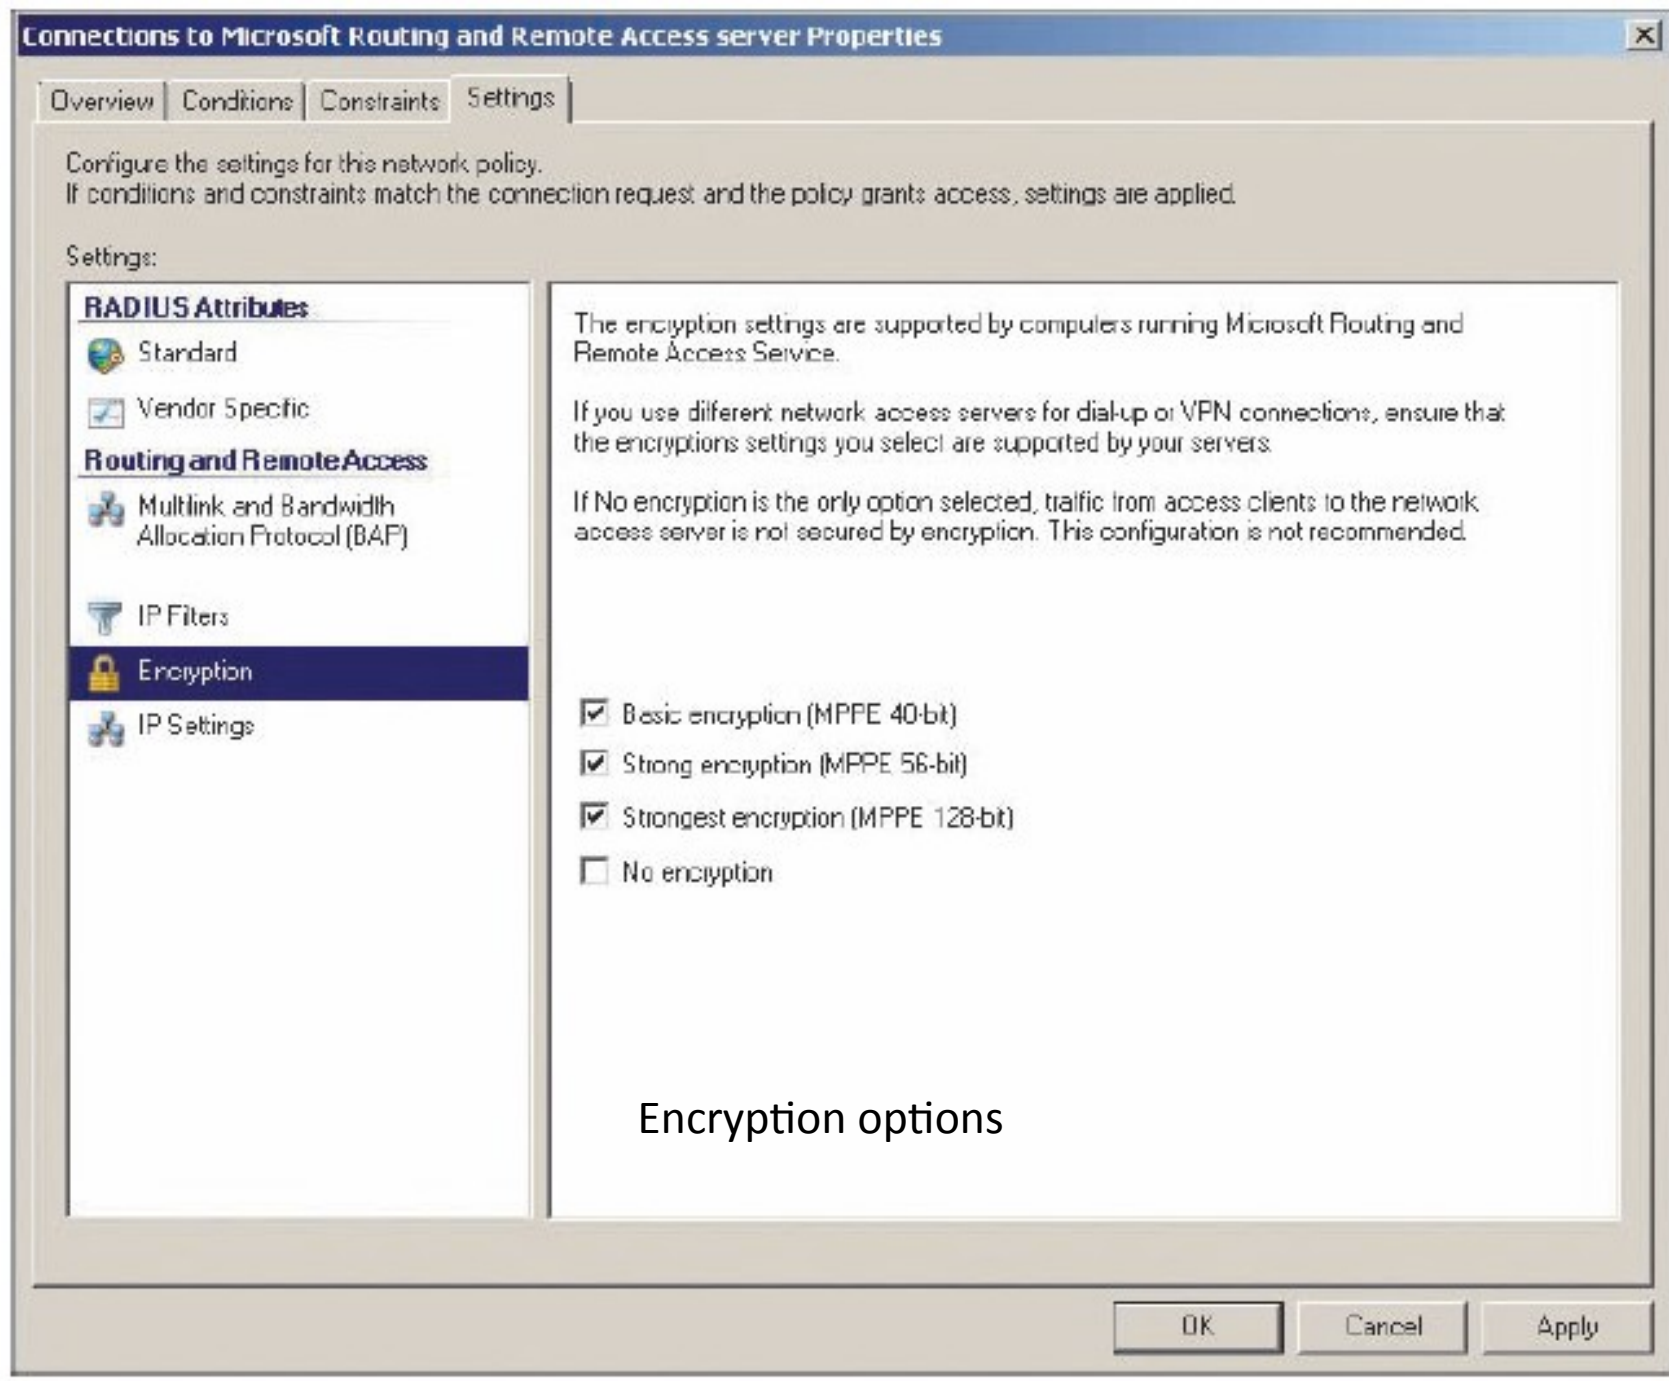 Connections to Microsoft Routing and Remote Access server Properties
Overview Conditions Constraints Settings
Configure the settings for this network policy.
If conditions and constraints match the connection request and the policy grants access, settings are applied.
Settings:
RADIUS Attributes
Standard
Vendor Specific
Routing and Remote Access
Multilink and Bandwidth
Allocation Protocol (BAP)
IP Filters
Encryption
IP Settings
The encryption settings are supported by computers running Microsoft Routing and
Remote Access Service.
If you use different network access servers for dial-up or VPN connections, ensure that
the encryptions settings you select are supported by your servers.
If No encryption is the only option selected, traffic from access clients to the network
access server is not secured by encryption. This configuration is not recommended.
Basic encryption (MPPE 40-bit)
Strong encryption (MPPE 56-bit)
Strongest encryption (MPPE 128-bit)
No encryption
Encryption options
OK Cancel Apply